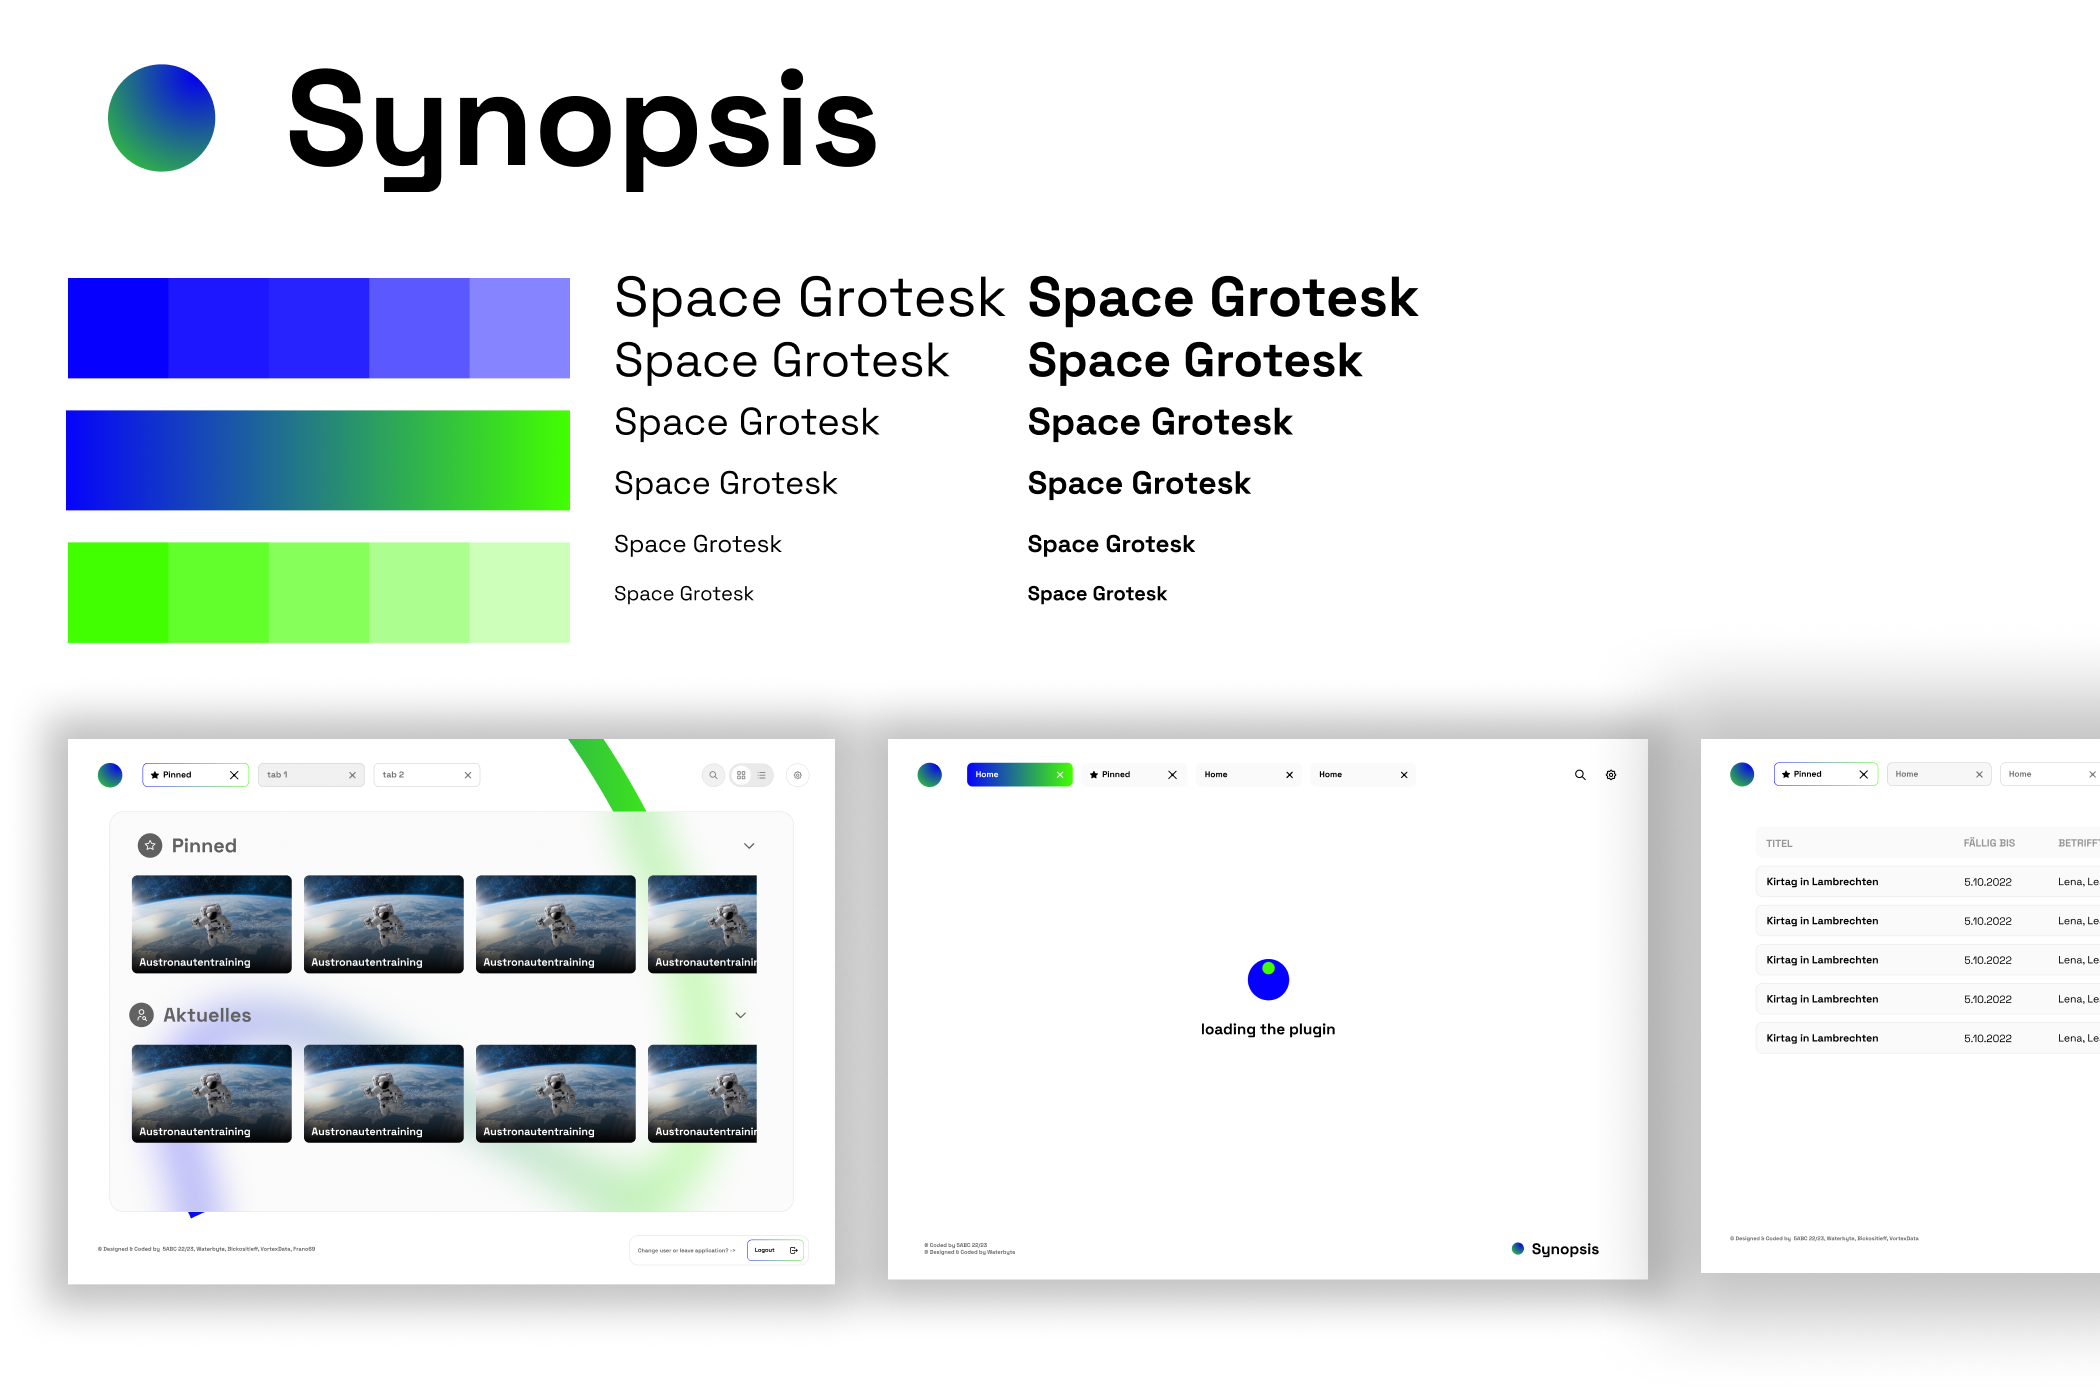 Synopsis
Space Grotesk Space Grotesk
Space Grotesk Space Grotesk
Space Grotesk Space Grotesk
Space Grotesk Space Grotesk
Space Grotesk Space Grotesk
Space Grotesk Space Grotesk
Pinned tab 1 tab 2
Pinned
Austronautentraining Austronautentraining Austronautentraining Austronautentrainin
Aktuelles
Austronautentraining Austronautentraining Austronautentraining Austronautentrainin
© Designed & Coded by 5ABC 22/23, Waterbyte, Bickositieff, VortexData, Frano69
Change user or leave application? -> Logout
Home Pinned Home Home
loading the plugin
© Coded by 5ABC 22/23
© Designed & Coded by Waterbyte
Synopsis
Pinned Home Home
TITEL FÄLLIG BIS BETRIFFT
Kirtag in Lambrechten 5.10.2022 Lena, Le
Kirtag in Lambrechten 5.10.2022 Lena, Le
Kirtag in Lambrechten 5.10.2022 Lena, Le
Kirtag in Lambrechten 5.10.2022 Lena, Le
Kirtag in Lambrechten 5.10.2022 Lena, Le
© Designed & Coded by 5ABC 22/23, Waterbyte, Bickositieff, VortexData